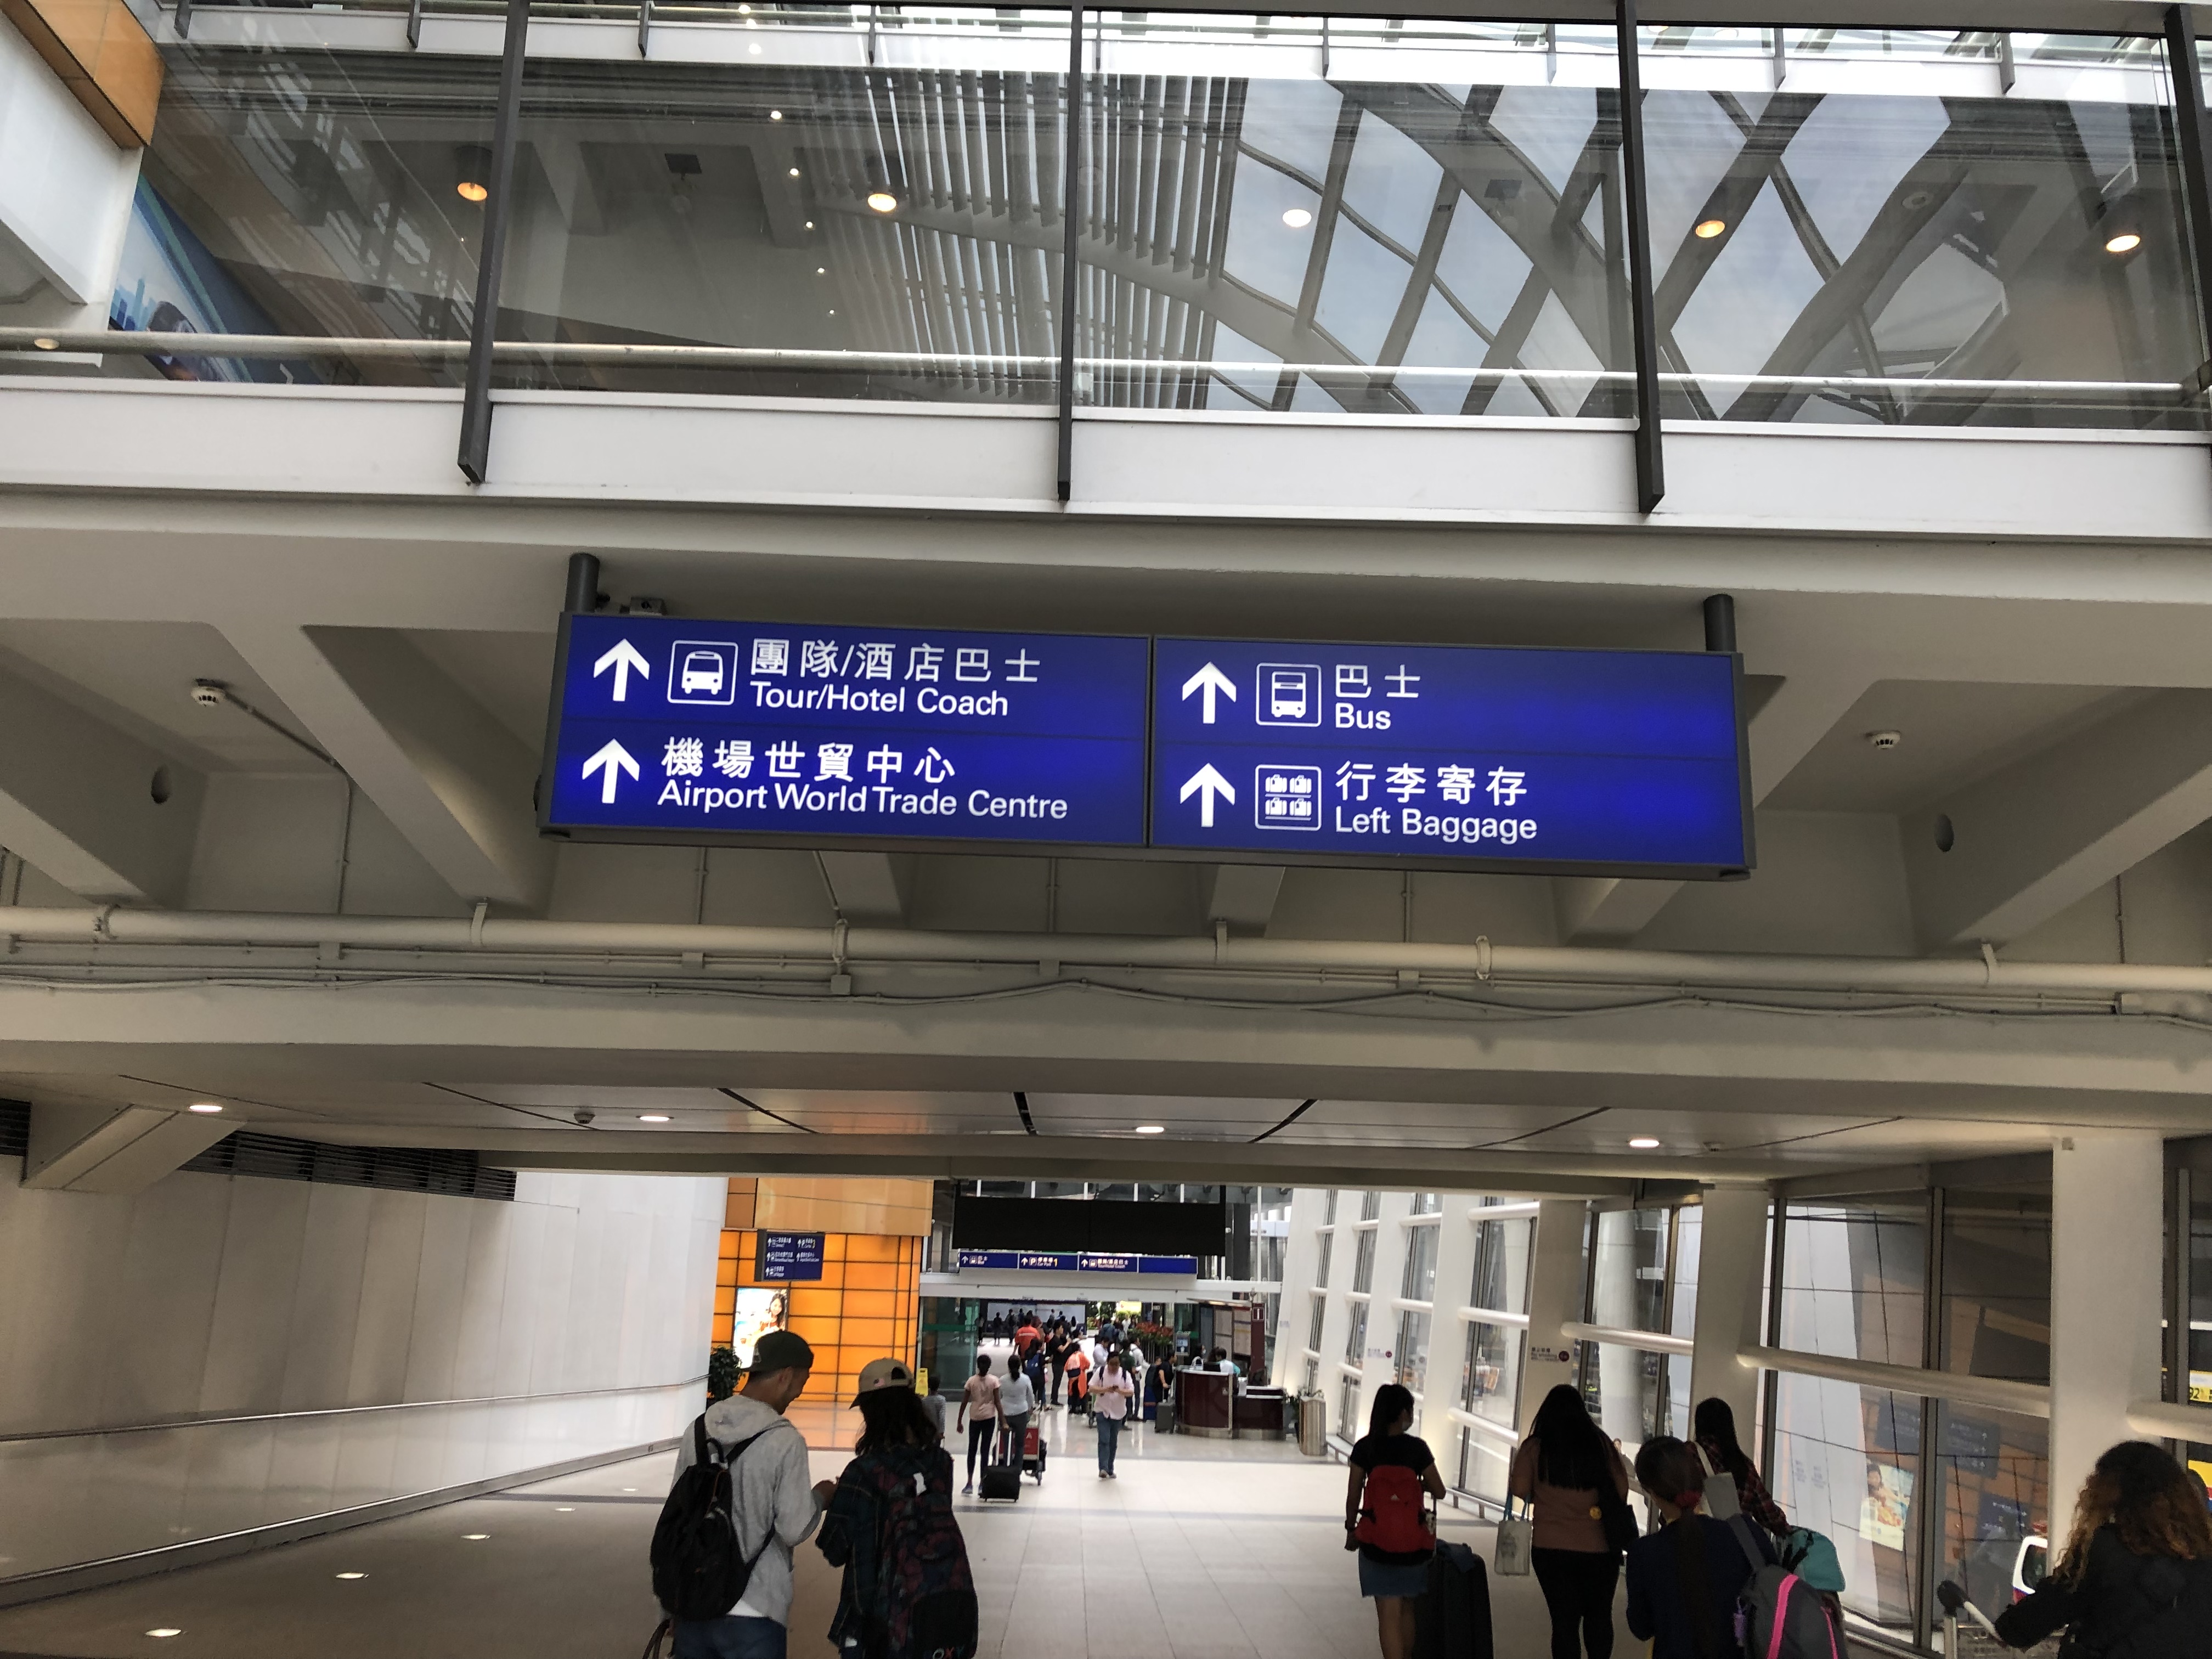 團隊/酒店巴士
Tour/Hotel Coach
機場世貿中心
Airport World Trade Centre
巴士
Bus
行李寄存
Left Baggage